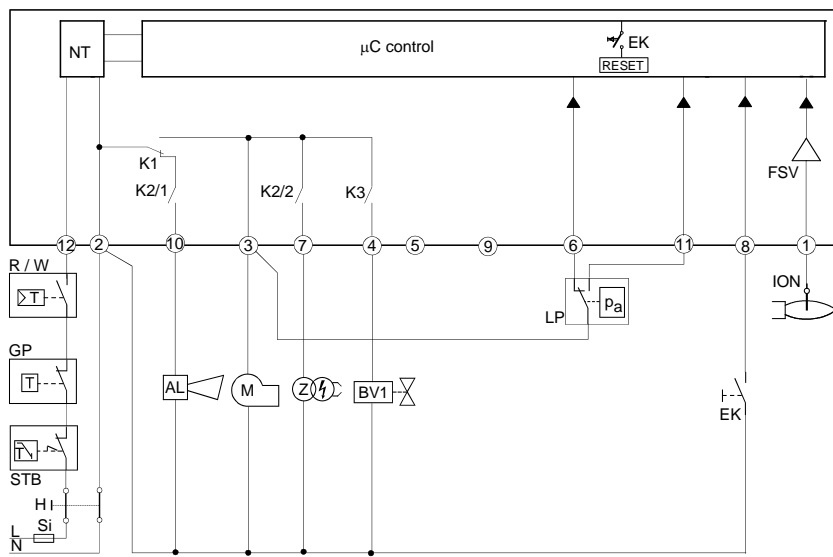 NT
µC control
EK
RESET
K1
K2/1
K2/2
K3
FSV
12
2
10
3
7
4
5
9
6
11
8
1
R / W
T
LP
pa
ION
GP
T
AL
M
Z
BV1
EK
T
STB
H
Si
L
N